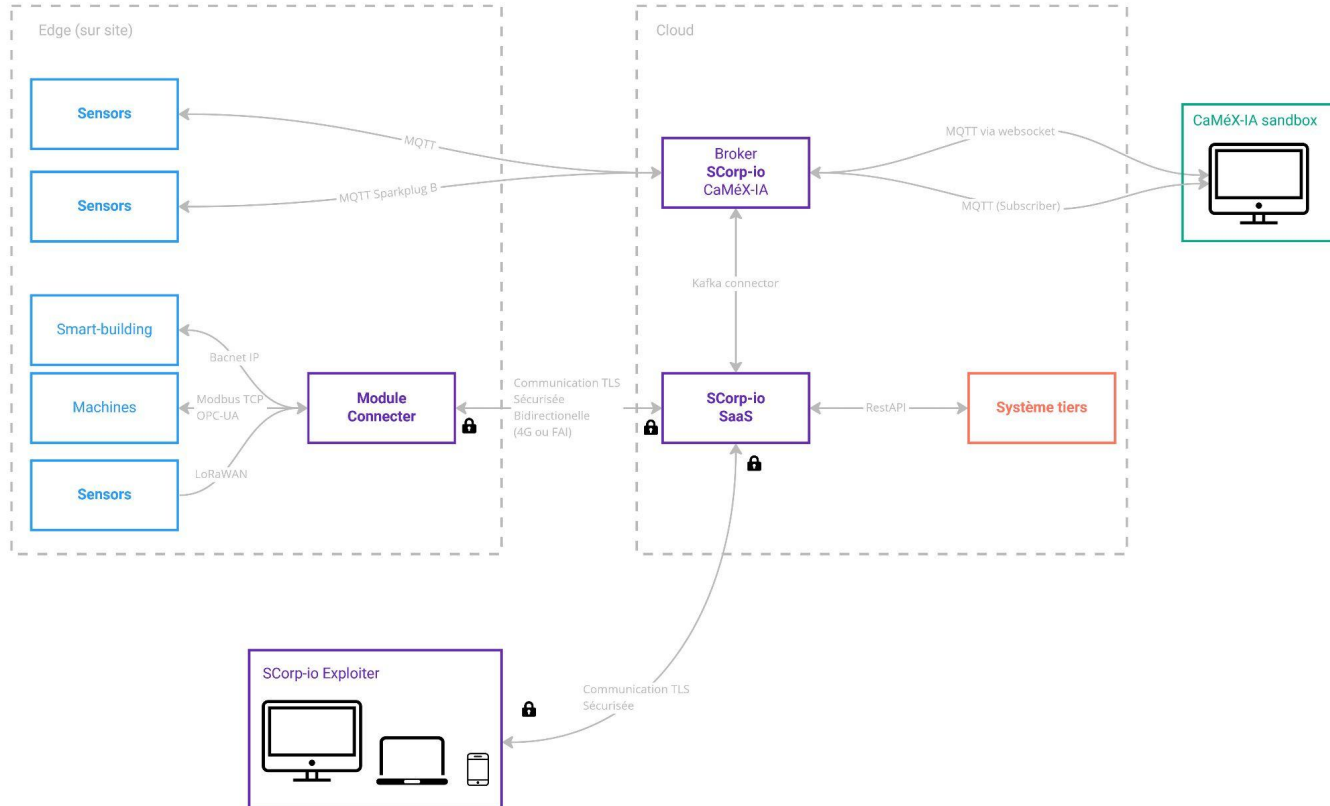 Edge (sur site)
Cloud
Sensors
MQTT
Sensors
MQTT Sparkplug B
Broker
SCorp-io
CaMéX-IA
MQTT via websocket
MQTT (Subscriber)
CaMéX-IA sandbox
Kafka connector
Smart-building
Bacnet IP
Machines
Modbus TCP
OPC-UA
Sensors
LoRaWAN
Module
Connecter
Communication TLS
Sécurisée
Bidirectionelle
(4G ou FAI)
SCorp-io
SaaS
RestAPI
Système tiers
SCorp-io Exploiter
Communication TLS
Sécurisée